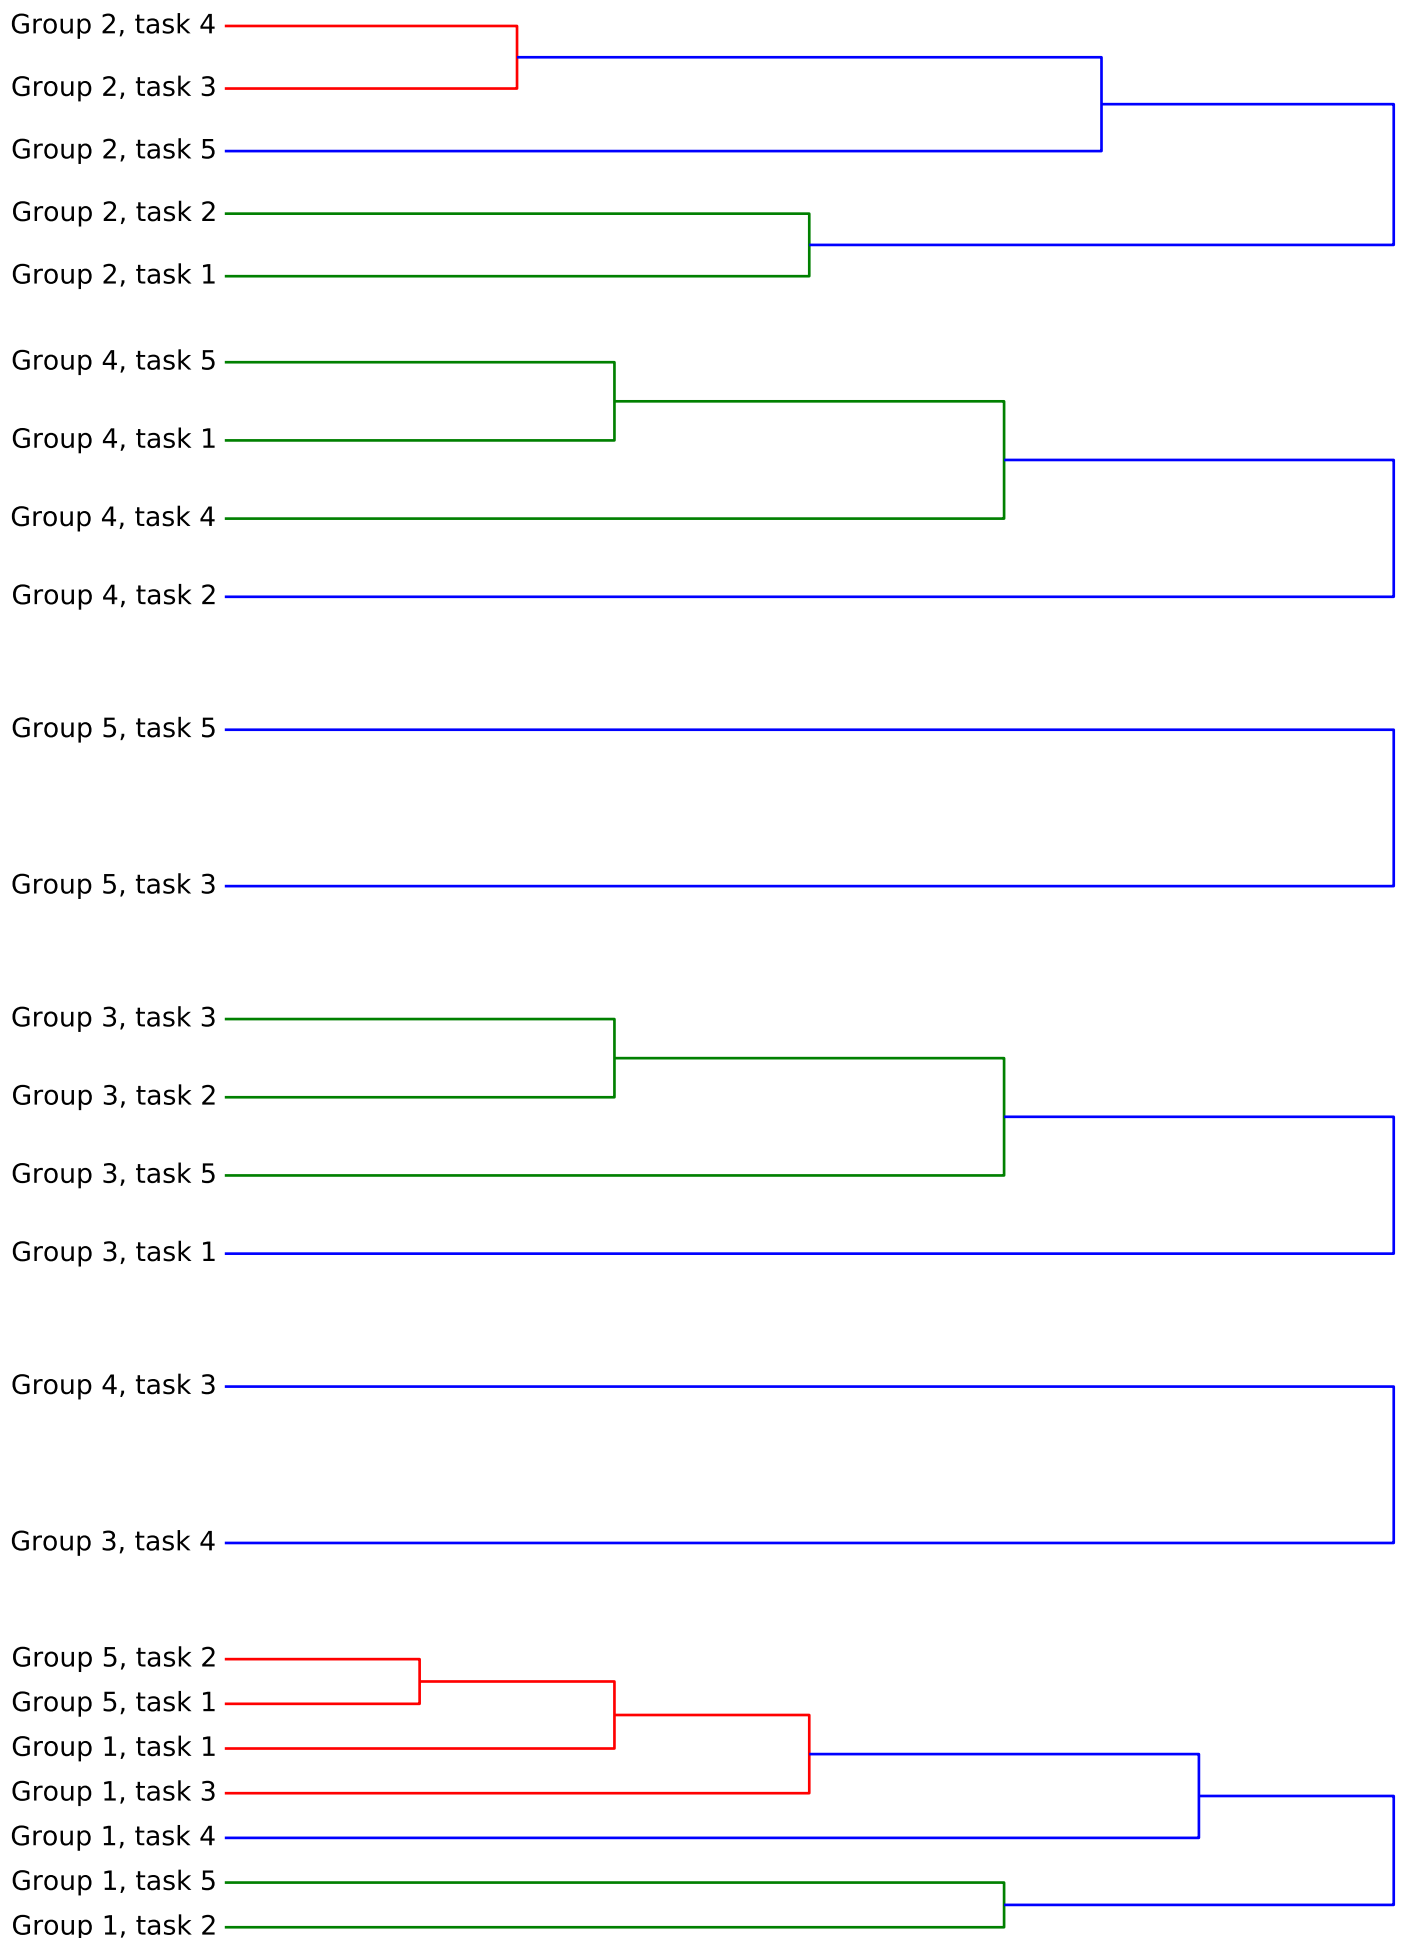 Group 2, task 4
Group 2, task 3
Group 2, task 5
Group 2, task 2
Group 2, task 1
Group 4, task 5
Group 4, task 1
Group 4, task 4
Group 4, task 2
Group 5, task 5
Group 5, task 3
Group 3, task 3
Group 3, task 2
Group 3, task 5
Group 3, task 1
Group 4, task 3
Group 3, task 4
Group 5, task 2
Group 5, task 1
Group 1, task 1
Group 1, task 3
Group 1, task 4
Group 1, task 5
Group 1, task 2